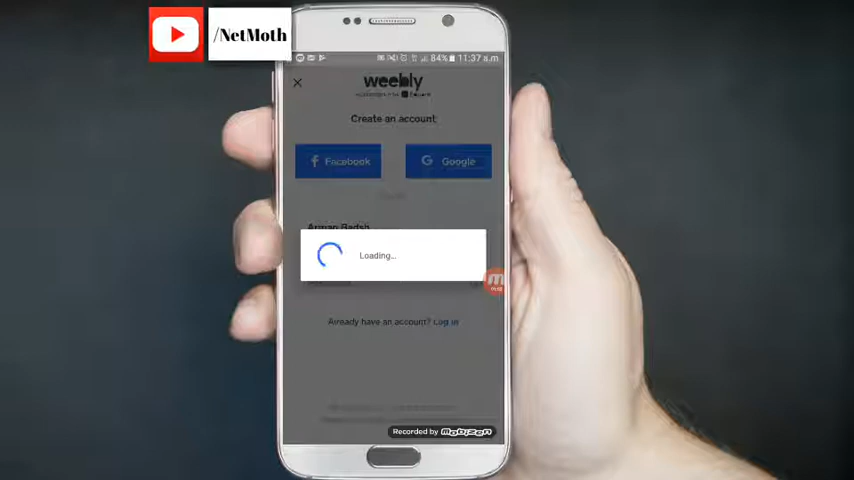 /NetMoth
84% 11:37 a.m
weebly
Create an account
Facebook
Google
Loading...
Already have an account? Log in
Recorded by mobizen